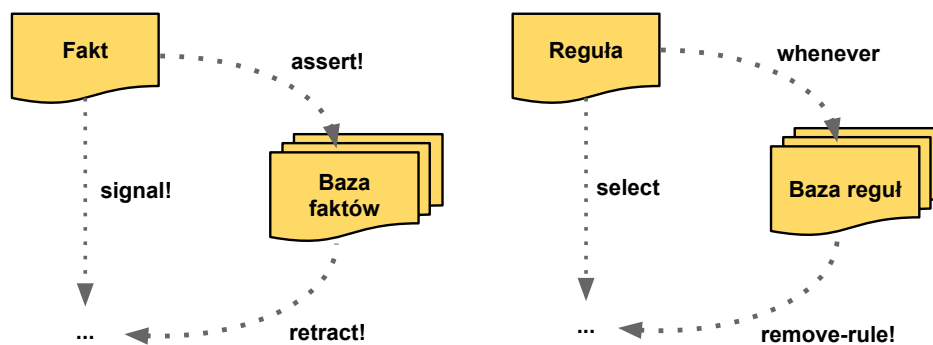 Fakt
assert!
signal!
Baza
faktów
...
retract!
Reguła
whenever
select
Baza reguł
...
remove-rule!